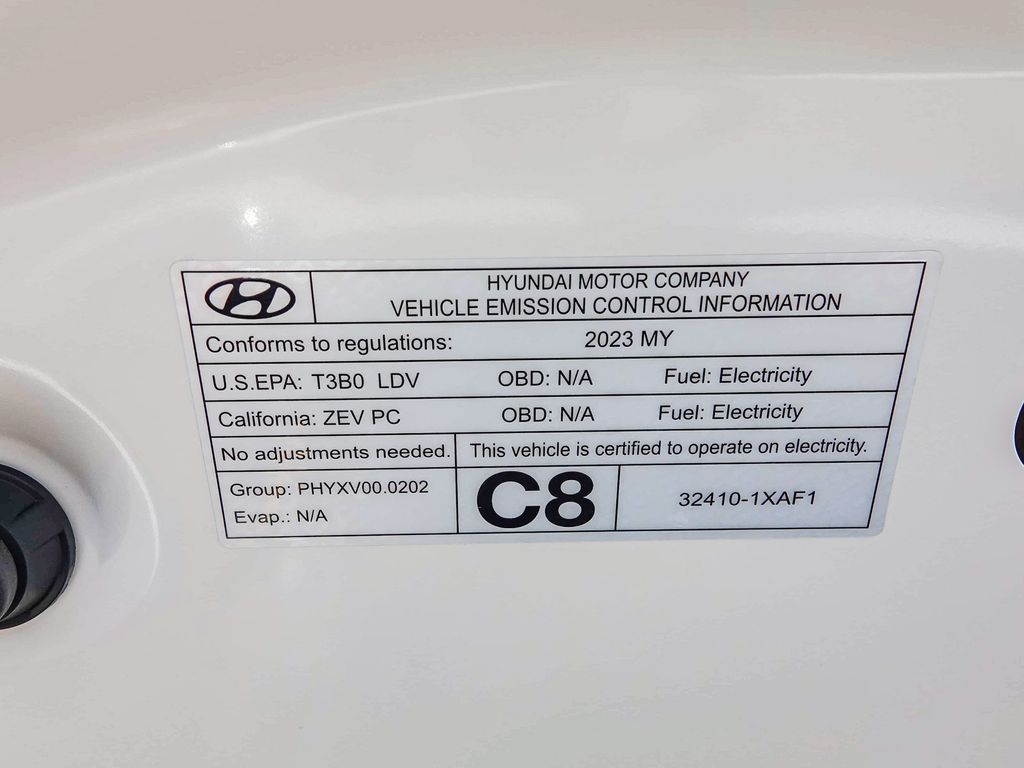 HYUNDAI MOTOR COMPANY
VEHICLE EMISSION CONTROL INFORMATION
Conforms to regulations: 2023 MY
U.S.EPA: T3B0 LDV OBD: N/A Fuel: Electricity
California: ZEV PC OBD: N/A Fuel: Electricity
No adjustments needed. This vehicle is certified to operate on electricity.
Group: PHYXV00.0202
Evap.: N/A
C8
32410-1XAF1